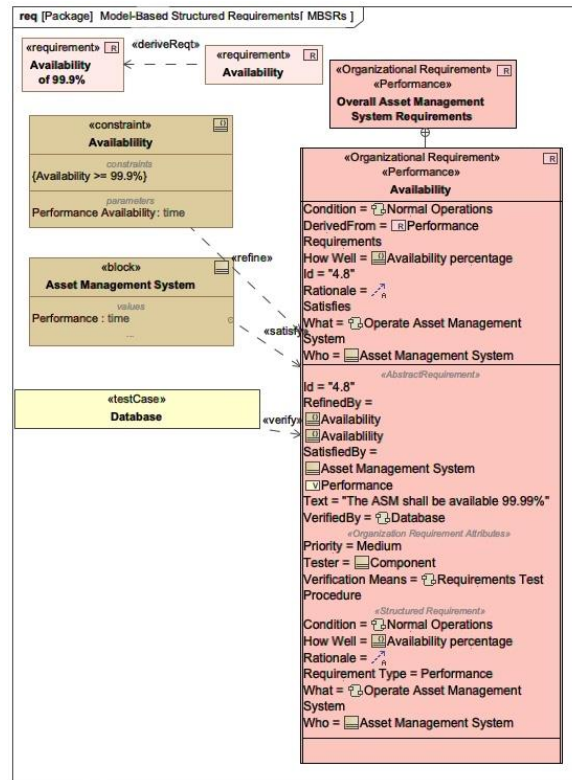 req [Package] Model-Based Structured Requirements[ MBSRs ]
«requirement» R
Availability
of 99.9%
«deriveReqt»
«requirement» R
Availability
«Organizational Requirement» R
«Performance»
Overall Asset Management
System Requirements
«constraint» {}
Availablility
constraints
{Availability >= 99.9%}
parameters
Performance Availability : time
«refine»
«block»
Asset Management System
values
Performance : time
...
«satisfy»
«testCase»
Database
«verify»
«Organizational Requirement» R
«Performance»
Availability
Condition = Normal Operations
DerivedFrom = R Performance
Requirements
How Well = {} Availability percentage
Id = "4.8"
Rationale = A
Satisfies
What = Operate Asset Management
System
Who = Asset Management System
«AbstractRequirement»
Id = "4.8"
RefinedBy =
{} Availability
{} Availablility
SatisfiedBy =
Asset Management System
V Performance
Text = "The ASM shall be available 99.99%"
VerifiedBy = Database
«Organization Requirement Attributes»
Priority = Medium
Tester = Component
Verification Means = Requirements Test
Procedure
«Structured Requirement»
Condition = Normal Operations
How Well = {} Availability percentage
Rationale = A
Requirement Type = Performance
What = Operate Asset Management
System
Who = Asset Management System